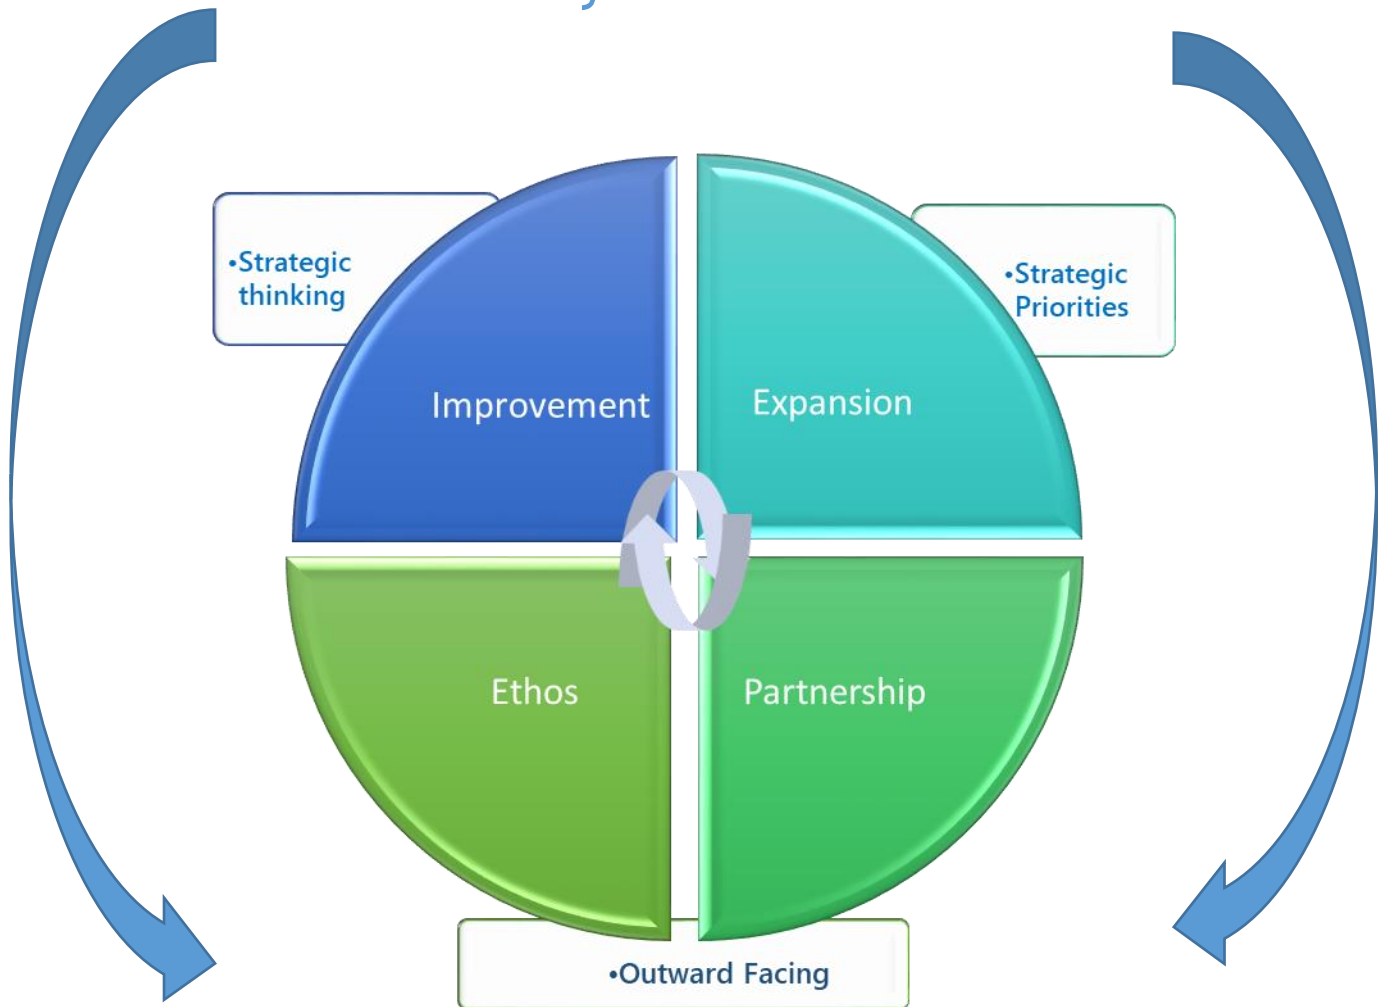 •Strategic
thinking
•Strategic
Priorities
Improvement
Expansion
Ethos
Partnership
•Outward Facing